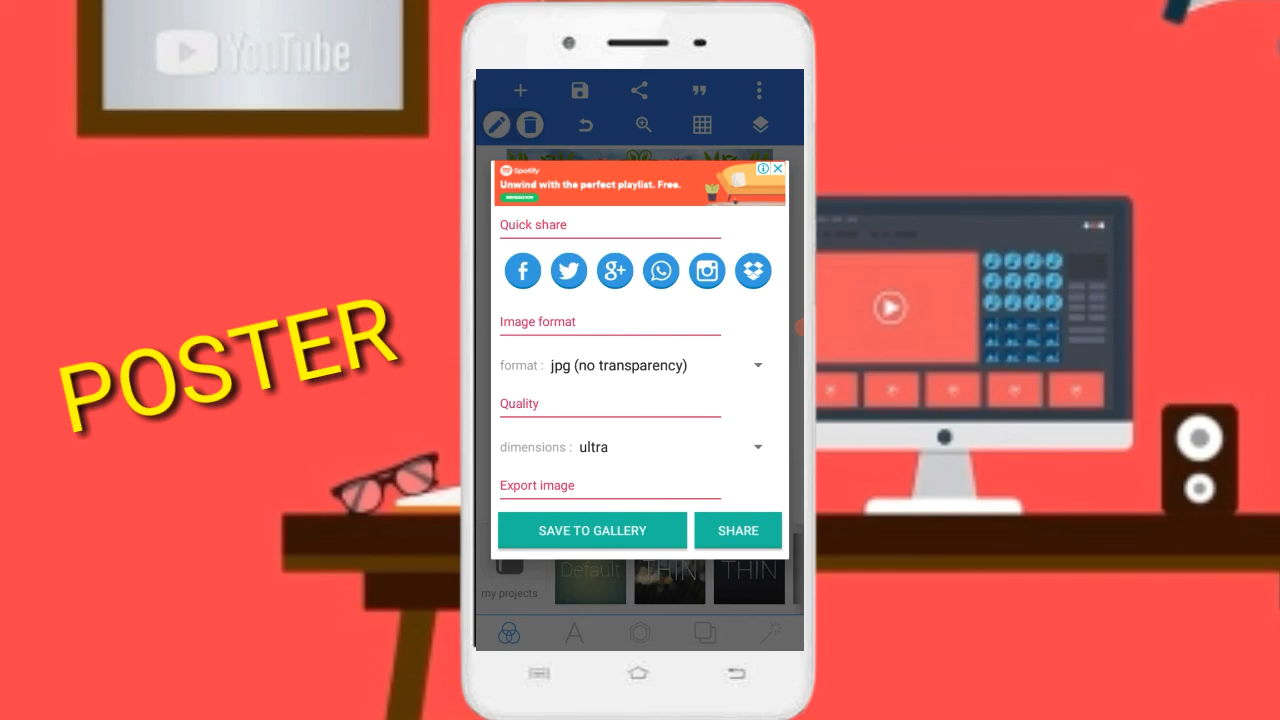 YouTube
POSTER
Spotify
Unwind with the perfect playlist. Free.
Quick share
Image format
format : jpg (no transparency)
Quality
dimensions : ultra
Export image
SAVE TO GALLERY
SHARE
Default
THIN
THIN
my projects